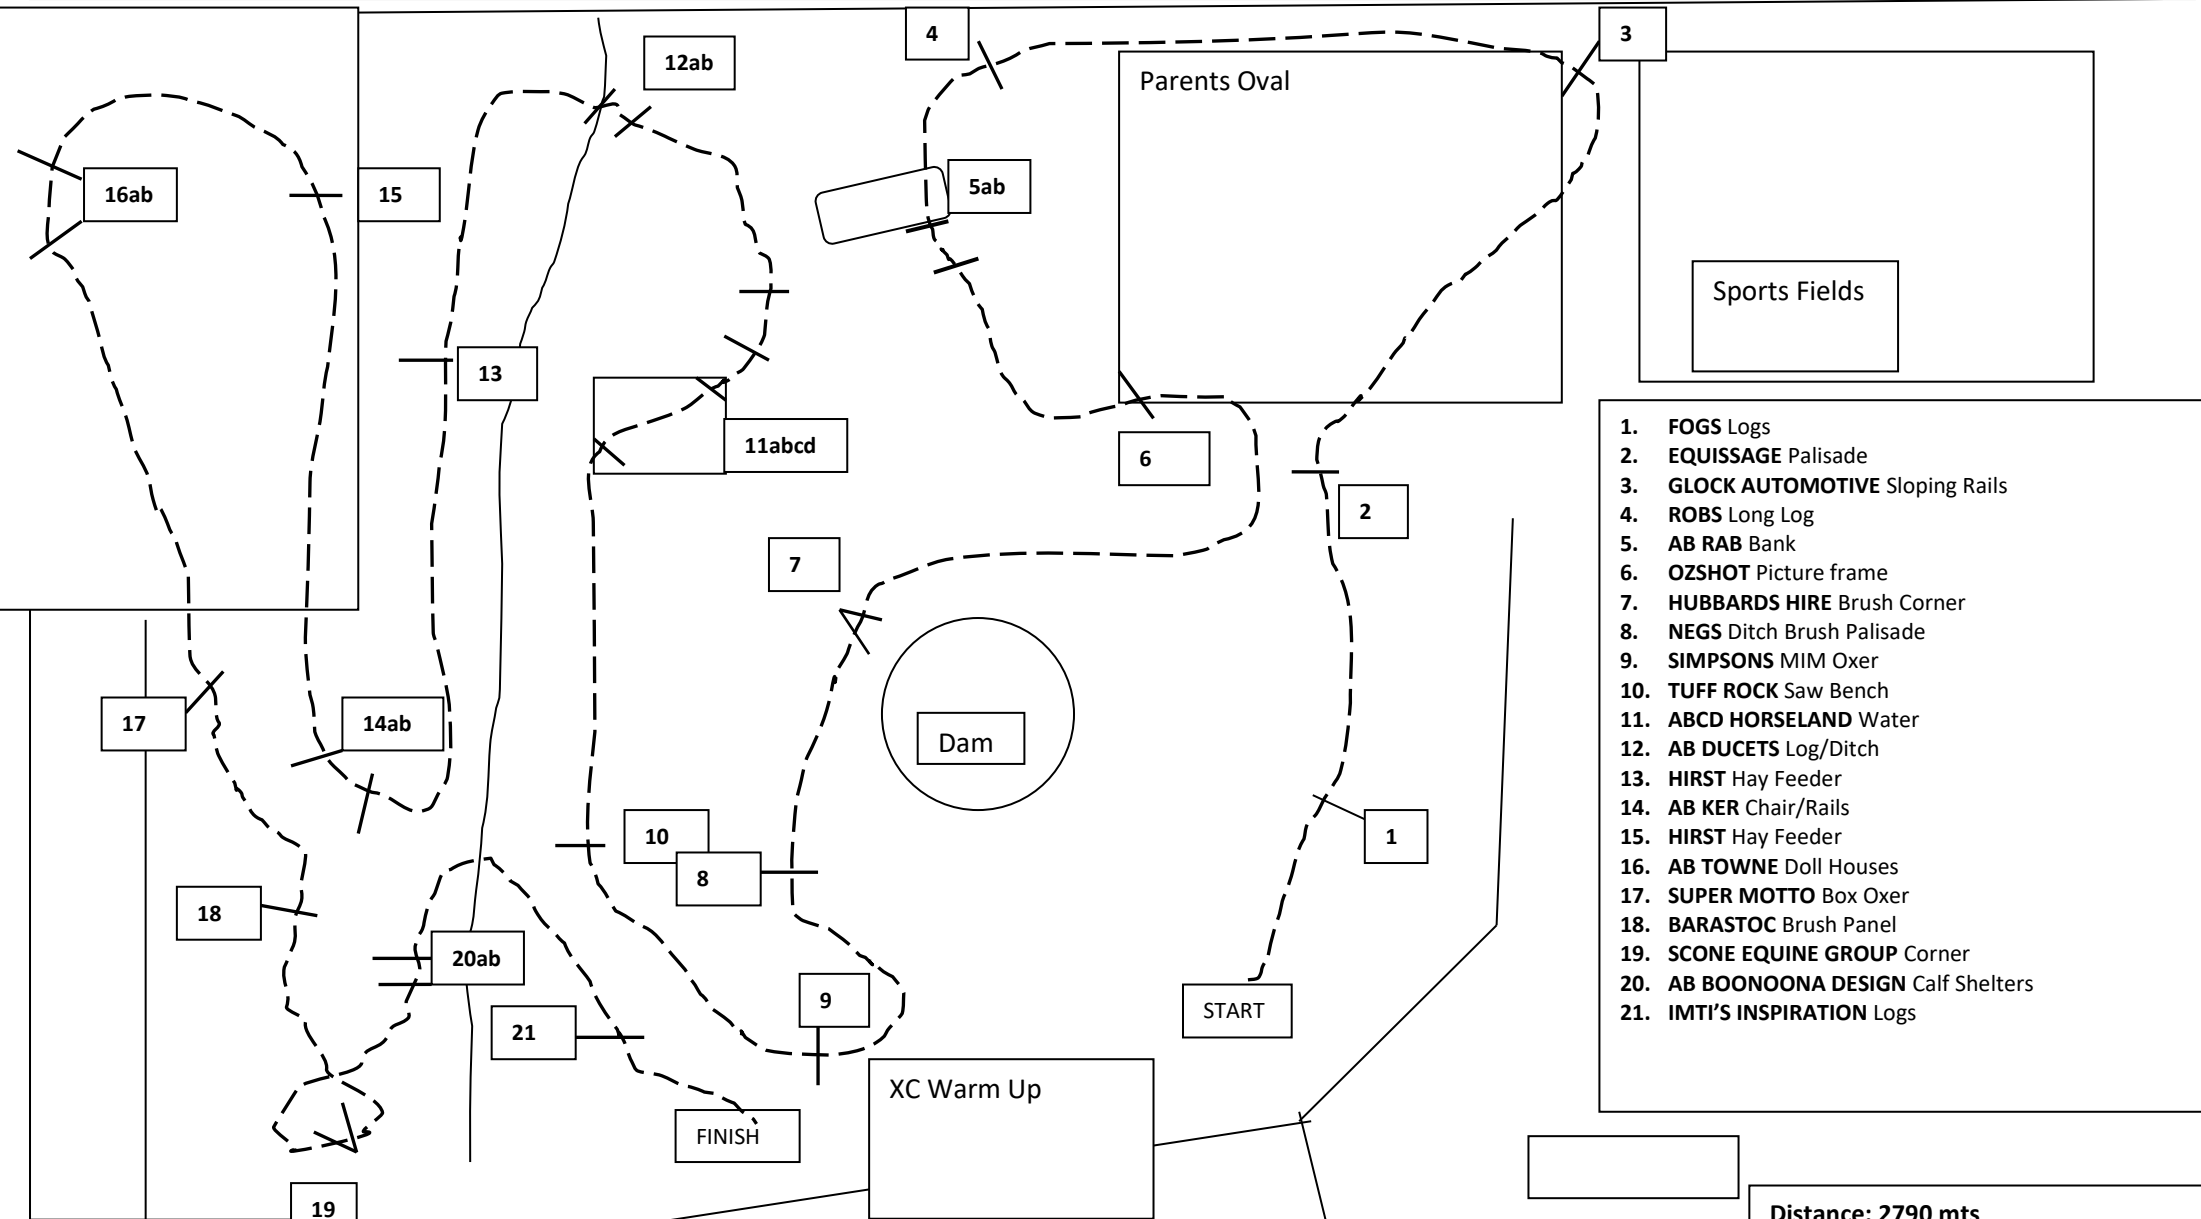 4
3
12ab
Parents Oval
16ab
15
5ab
Sports Fields
13
11abcd
6
2
7
17
14ab
Dam
10
8
1
18
20ab
9
21
START
XC Warm Up
FINISH
19
1. FOGS Logs
2. EQUISSAGE Palisade
3. GLOCK AUTOMOTIVE Sloping Rails
4. ROBS Long Log
5. AB RAB Bank
6. OZSHOT Picture frame
7. HUBBARDS HIRE Brush Corner
8. NEGS Ditch Brush Palisade
9. SIMPSONS MIM Oxer
10. TUFF ROCK Saw Bench
11. ABCD HORSELAND Water
12. AB DUCETS Log/Ditch
13. HIRST Hay Feeder
14. AB KER Chair/Rails
15. HIRST Hay Feeder
16. AB TOWNE Doll Houses
17. SUPER MOTTO Box Oxer
18. BARASTOC Brush Panel
19. SCONE EQUINE GROUP Corner
20. AB BOONOONA DESIGN Calf Shelters
21. IMTI’S INSPIRATION Logs
Distance: 2790 mts